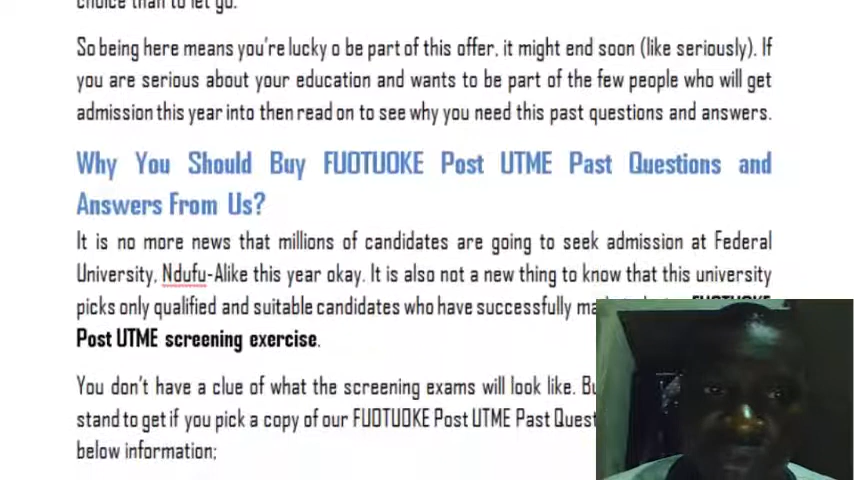 choice than to let go.
So being here means you're lucky o be part of this offer, it might end soon (like seriously). If
you are serious about your education and wants to be part of the few people who will get
admission this year into then read on to see why you need this past questions and answers.
Why You Should Buy FUOTUOKE Post UTME Past Questions and
Answers From Us?
It is no more news that millions of candidates are going to seek admission at Federal
University, Ndufu-Alike this year okay. It is also not a new thing to know that this university
picks only qualified and suitable candidates who have successfully FUOTUOKE
Post UTME screening exercise.
You don't have a clue of what the screening exams will look like.
stand to get if you pick a copy of our FUOTUOKE Post UTME Past
below information;